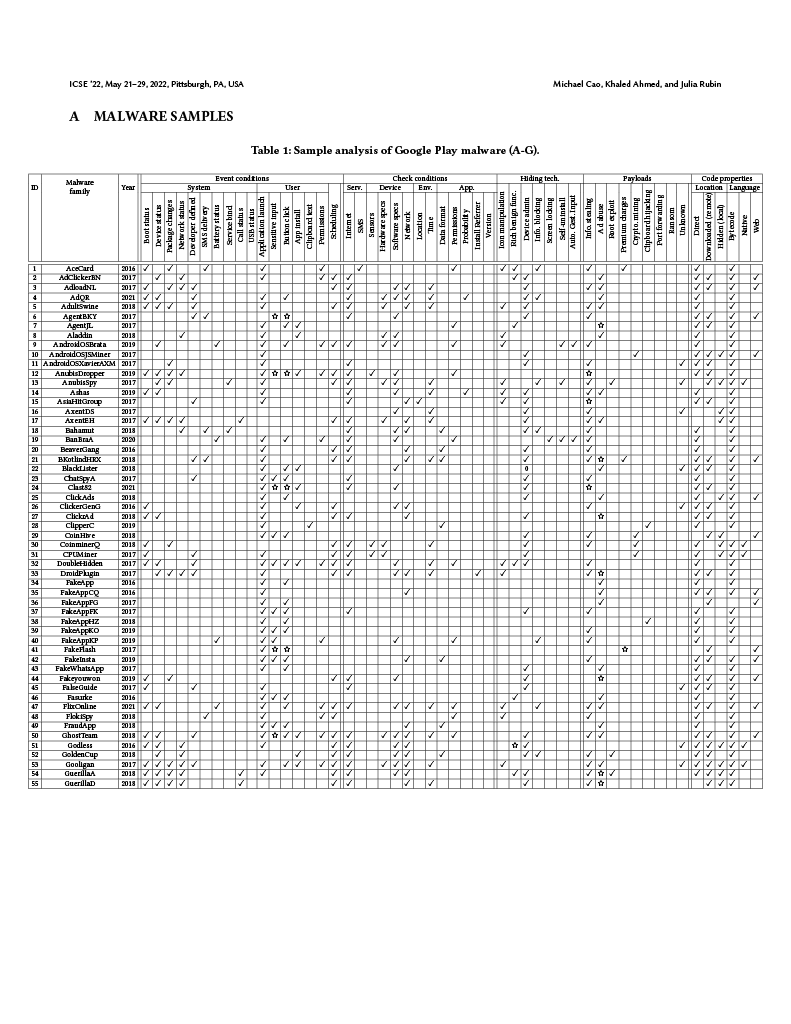 ICSE '22, May 21–29, 2022, Pittsburgh, PA, USA
Michael Cao, Khaled Ahmed, and Julia Rubin
A MALWARE SAMPLES
Table 1: Sample analysis of Google Play malware (A-G).
ID
Malware family
Year
Event conditions
Check conditions
Hiding tech.
Payloads
Code properties
System
User
Serv.
Device
Env.
App.
Location
Language
Boot status
Device status
Package changes
Network status
Developer defined
SMS delivery
Battery status
Service bind
Call status
USB status
Application launch
Sensitive input
Button click
App install
Clipboard text
Permissions
Scheduling
Internet
SMS
Sensors
Hardware specs
Software specs
Network
Location
Time
Data format
Permissions
Probability
Install Referrer
Version
Icon manipulation
Rich benign func.
Device admin
Info. blocking
Screen locking
Self-uninstall
Auto. Gest. Input
Info. stealing
Ad abuse
Root exploit
Premium charges
Crypto. mining
Clipboard hijacking
Port forwarding
Ransom
Unknown
Direct
Downloaded (remote)
Hidden (local)
Bytecode
Native
Web
1 AceCard 2016
2 AdClickerBN 2017
3 AdloadNL 2017
4 AdQR 2021
5 AdultSwine 2018
6 AgentBKY 2017
7 AgentJL 2017
8 Aladdin 2018
9 AndroidOSBrata 2019
10 AndroidOSJSMiner 2017
11 AndroidOSXavierAXM 2017
12 AnubisDropper 2019
13 AnubisSpy 2017
14 Ashas 2019
15 AsiaHitGroup 2017
16 AxentDS 2017
17 AxentEH 2017
18 Bahamut 2018
19 BanBraA 2020
20 BeaverGang 2016
21 BKotlindHRX 2018
22 BlackLister 2018
23 ChatSpyA 2017
24 Clast82 2021
25 ClickAds 2018
26 ClickerGenG 2016
27 ClickrAd 2018
28 ClipperC 2019
29 CoinHive 2018
30 CoinminerQ 2018
31 CPUMiner 2017
32 DoubleHidden 2018
33 DroidPlugin 2017
34 FakeApp 2016
35 FakeAppCQ 2016
36 FakeAppFG 2017
37 FakeAppFK 2017
38 FakeAppHZ 2018
39 FakeAppKO 2019
40 FakeAppKP 2019
41 FakeFlash 2017
42 FakeInsta 2019
43 FakeWhatsApp 2017
44 Fakeyouwon 2019
45 FalseGuide 2017
46 Fasurke 2016
47 FlixOnline 2021
48 FlokiSpy 2018
49 FraudApp 2018
50 GhostTeam 2018
51 Godless 2016
52 GoldenCup 2018
53 Gooligan 2017
54 GuerillaA 2018
55 GuerillaD 2018